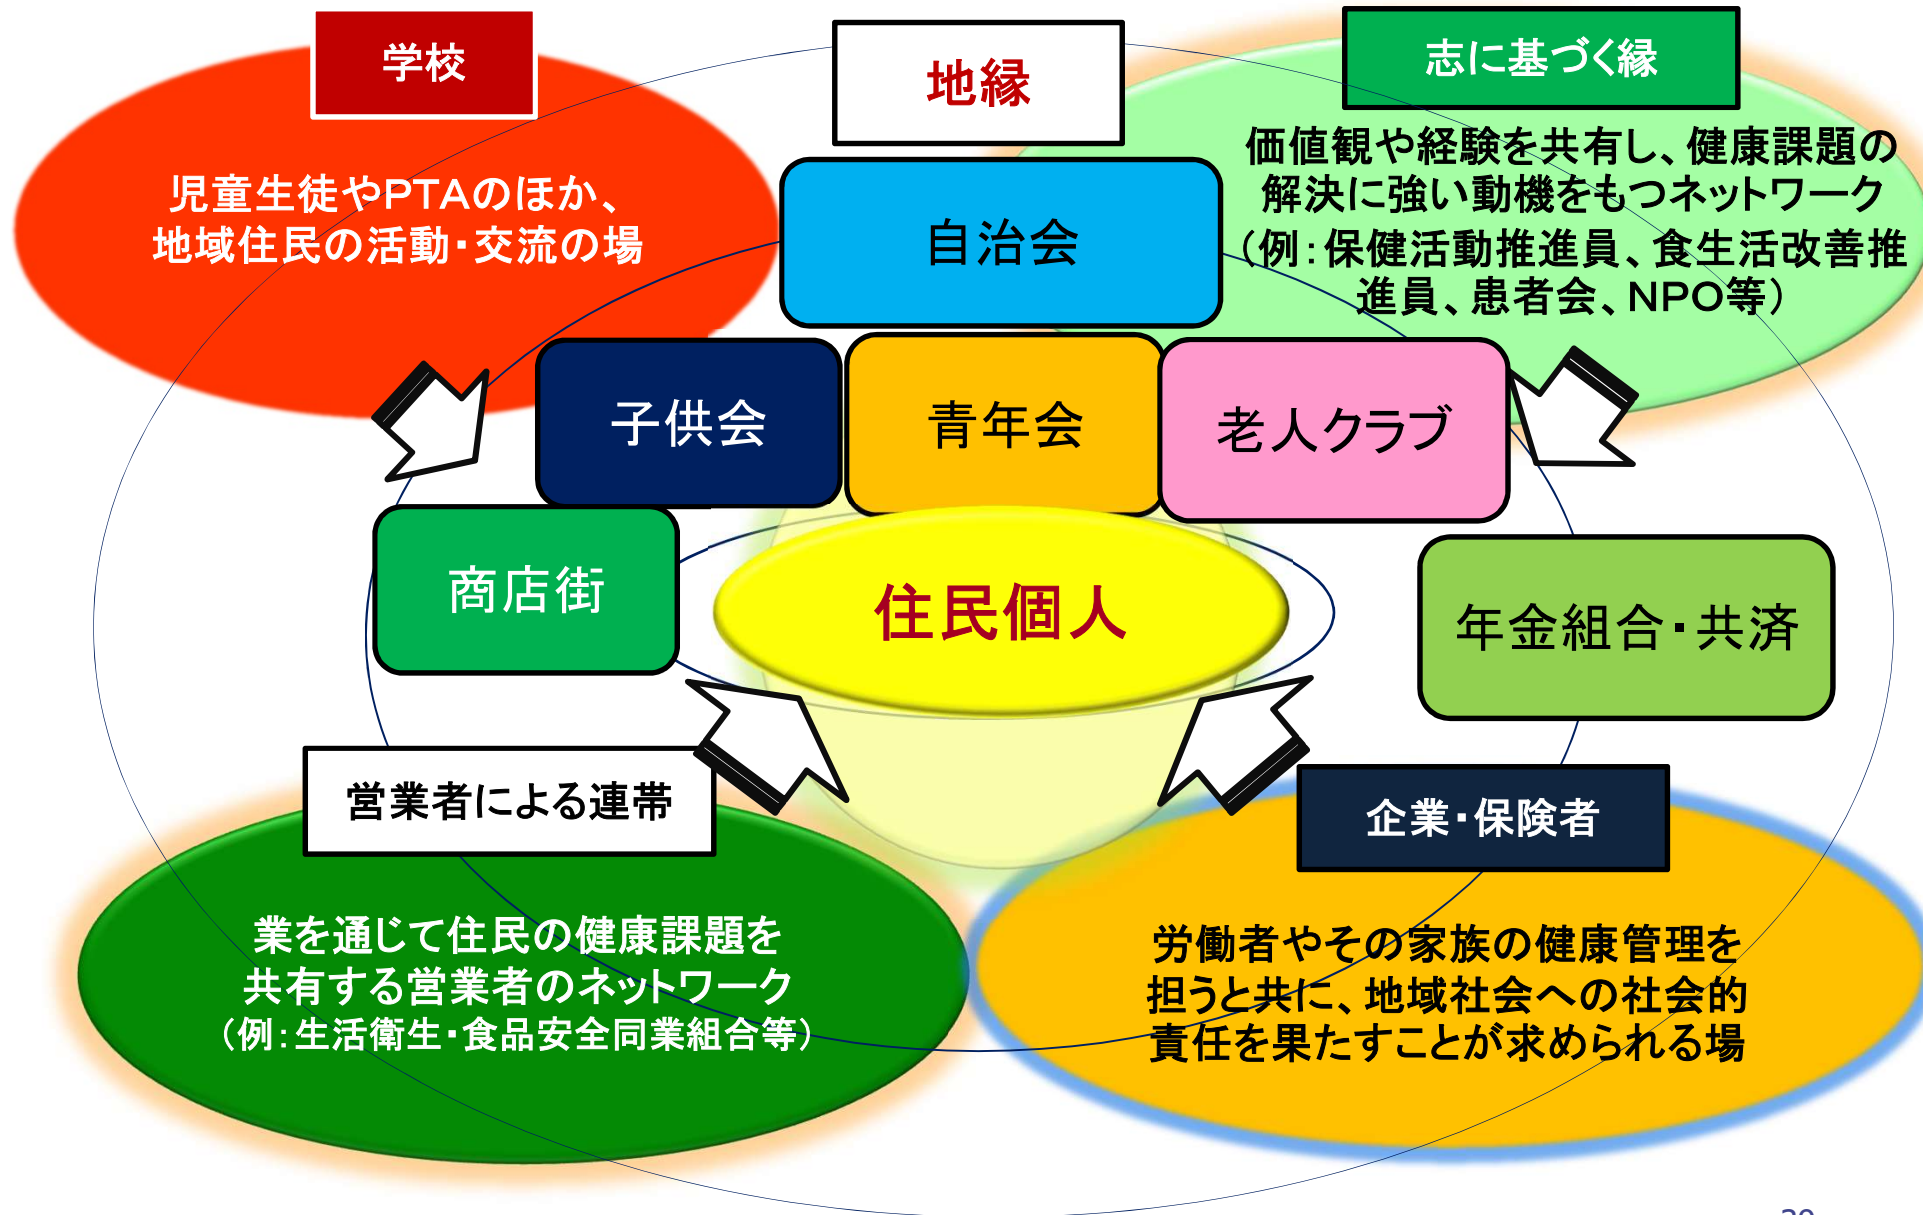 学校
地縁
志に基づく縁
児童生徒やPTAのほか、
地域住民の活動・交流の場
価値観や経験を共有し、健康課題の
解決に強い動機をもつネットワーク
（例：保健活動推進員、食生活改善推
進員、患者会、NPO等）
自治会
子供会
青年会
老人クラブ
商店街
住民個人
年金組合・共済
営業者による連帯
業を通じて住民の健康課題を
共有する営業者のネットワーク
（例：生活衛生・食品安全同業組合等）
企業・保険者
労働者やその家族の健康管理を
担うと共に、地域社会への社会的
責任を果たすことが求められる場